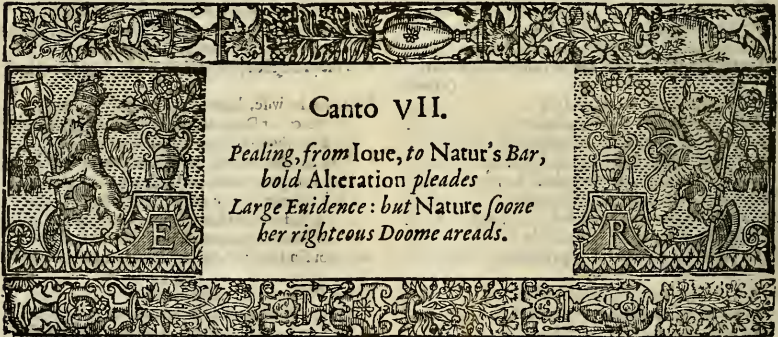 Canto VII.
Pealing, from Ioue, to Natur's Bar,
bold Alteration pleades
Large Euidence: but Nature ſoone
her righteous Doome areads.
E R